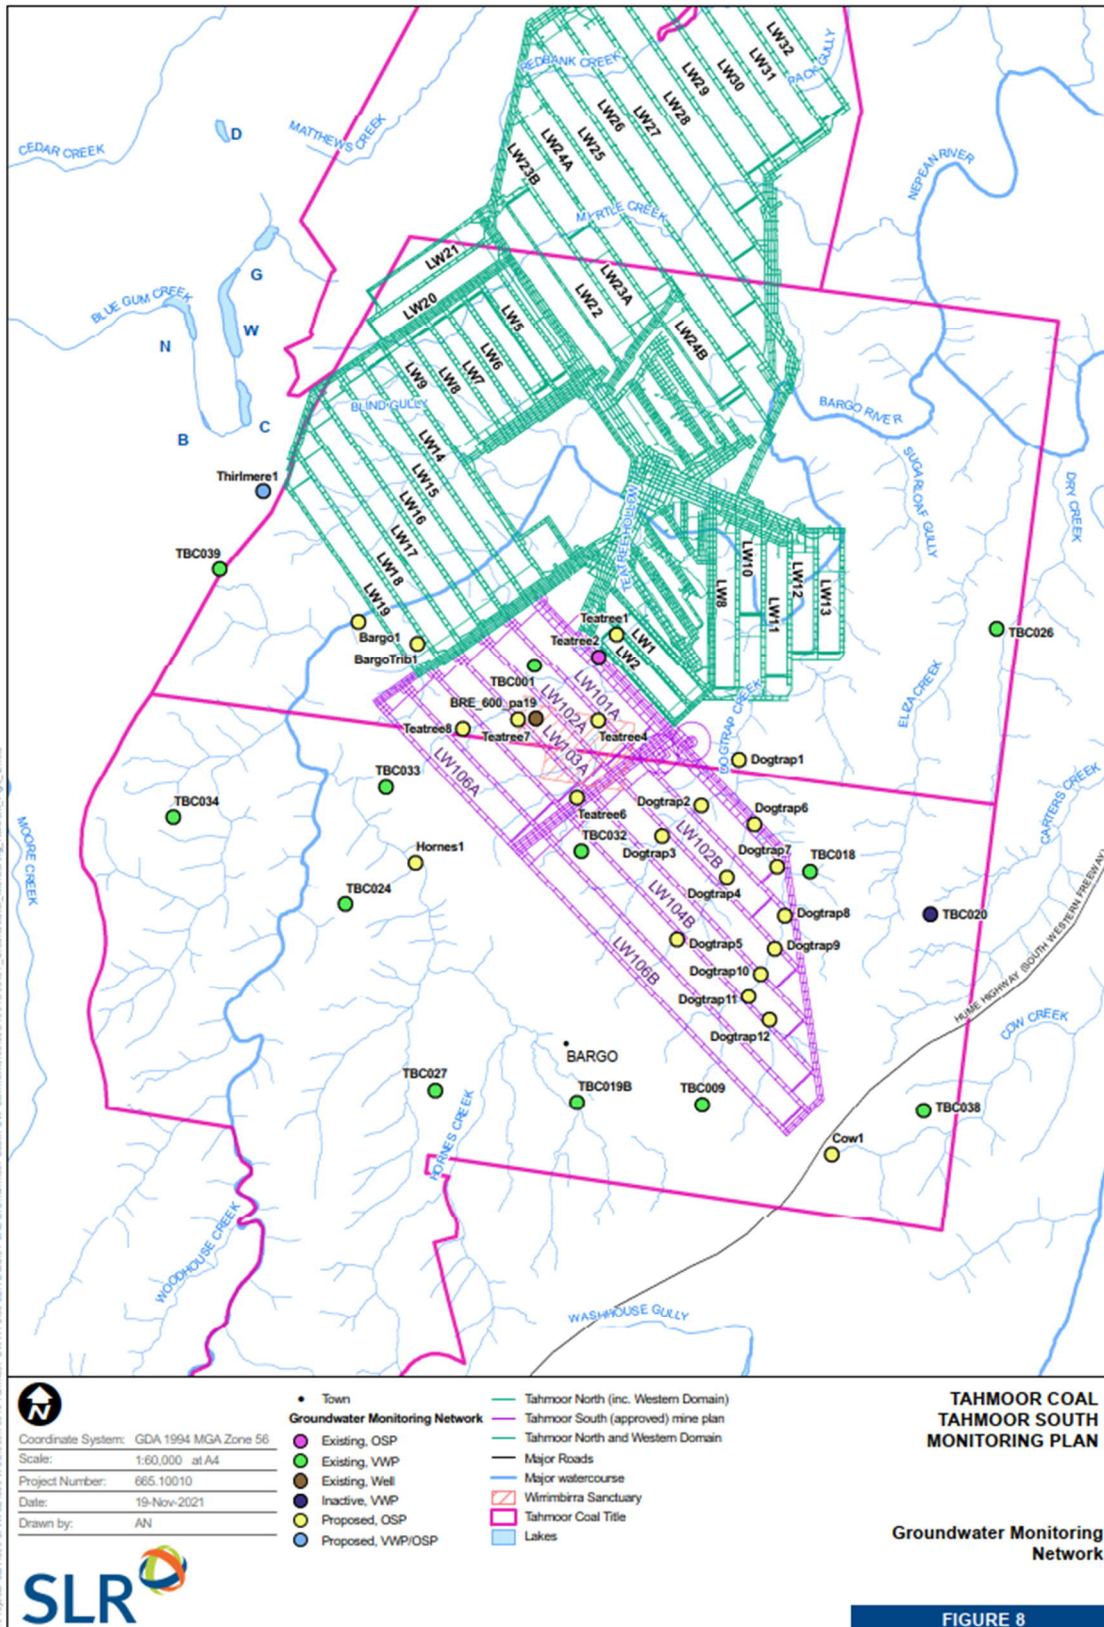 LW32
LW31
LW30
LW29
LW28
LW27
LW26
LW25
LW24A
LW23B
REDBANK CREEK
RACK GULLY
CEDAR CREEK
D
MATTHEWS CREEK
NEPEAN RIVER
MYRTLE CREEK
LW21
LW20
G
BLUE GUM CREEK
W
N
B
C
LW5
LW6
LW7
LW8
LW9
LW22
LW23A
LW24B
BLIND GULLY
BARGO RIVER
LW14
LW15
LW16
LW17
LW18
LW19
SUGARLOAF GULLY
DRY CREEK
Thirlmere1
TBC039
TEATREE HOLLOW
LW8
LW10
LW11
LW12
LW13
Teatree1
Teatree2
LW1
LW2
TBC026
Bargo1
BargoTrib1
TBC001
ELIZA CREEK
DOGTRAP CREEK
LW101A
LW102A
LW103A
BRE_600_pa19
Teatree8
Teatree7
Teatree4
LW106A
Dogtrap1
TBC033
TBC034
Teatree6
Dogtrap2
Dogtrap6
CARTERS CREEK
TBC032
Dogtrap3
LW102B
Dogtrap7
TBC018
MOORE CREEK
Hornes1
Dogtrap4
TBC024
LW104B
Dogtrap8
TBC020
LW106B
Dogtrap5
Dogtrap9
Dogtrap10
Dogtrap11
Dogtrap12
HUME HIGHWAY (SOUTH WESTERN FREEWAY)
COW CREEK
BARGO
TBC027
TBC019B
TBC009
TBC038
Cow1
HORNES CREEK
WOODHOUSE CREEK
WASHHOUSE GULLY
N
Coordinate System: GDA 1994 MGA Zone 56
Scale: 1:60,000 at A4
Project Number: 665.10010
Date: 19-Nov-2021
Drawn by: AN
SLR
Town
Groundwater Monitoring Network
Existing, OSP
Existing, VWP
Existing, Well
Inactive, VWP
Proposed, OSP
Proposed, VWP/OSP
Tahmoor North (inc. Western Domain)
Tahmoor South (approved) mine plan
Tahmoor North and Western Domain
Major Roads
Major watercourse
Wirrimbirra Sanctuary
Tahmoor Coal Title
Lakes
TAHMOOR COAL
TAHMOOR SOUTH
MONITORING PLAN
Groundwater Monitoring
Network
FIGURE 8